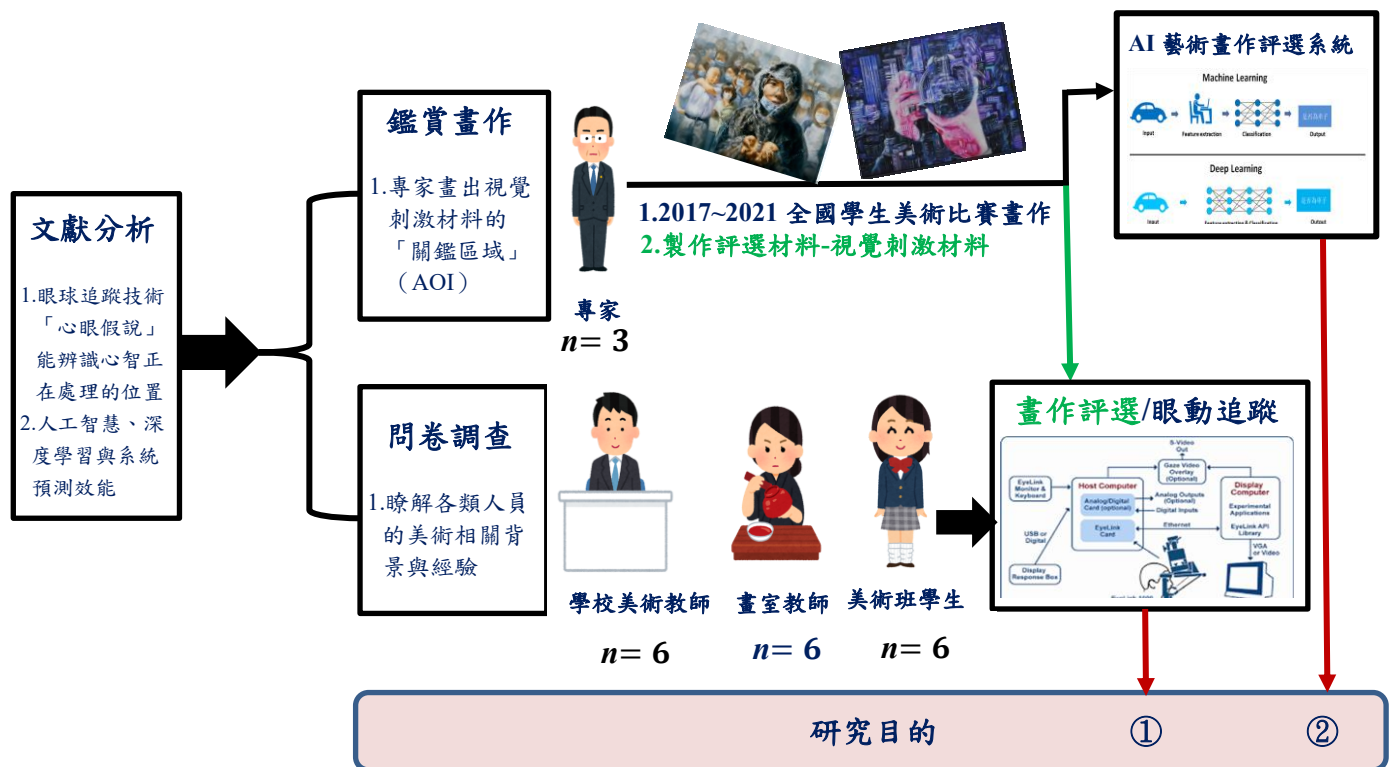 文獻分析
1.眼球追蹤技術
「心眼假說」
能辨識心智正
在處理的位置
2.人工智慧、深
度學習與系統
預測效能
鑑賞畫作
1.專家畫出視覺
刺激材料的
「關鑑區域」
(AOI)
專家
n= 3
1.2017~2021 全國學生美術比賽畫作
2.製作評選材料-視覺刺激材料
AI 藝術畫作評選系統
Machine Learning
Input
Feature extraction
Classification
Output
Deep Learning
Input
Output
問卷調查
1.瞭解各類人員
的美術相關背
景與經驗
學校美術教師
n= 6
畫室教師
n= 6
美術班學生
n= 6
畫作評選/眼動追蹤
S-Video
Out
Gaze Video
Overlay
(Optional)
EyeLink
Monitor &
Keyboard
Host Computer
Analog/Digital
Card (optional)
EyeLink
Card
Analog Outputs
(Optional)
Digital Inputs
Ethernet
Display
Computer
Experimental
Applications
EyeLink API
Library
USB or
Digital
VGA
or Video
Display
Response Box
研究目的
①
②